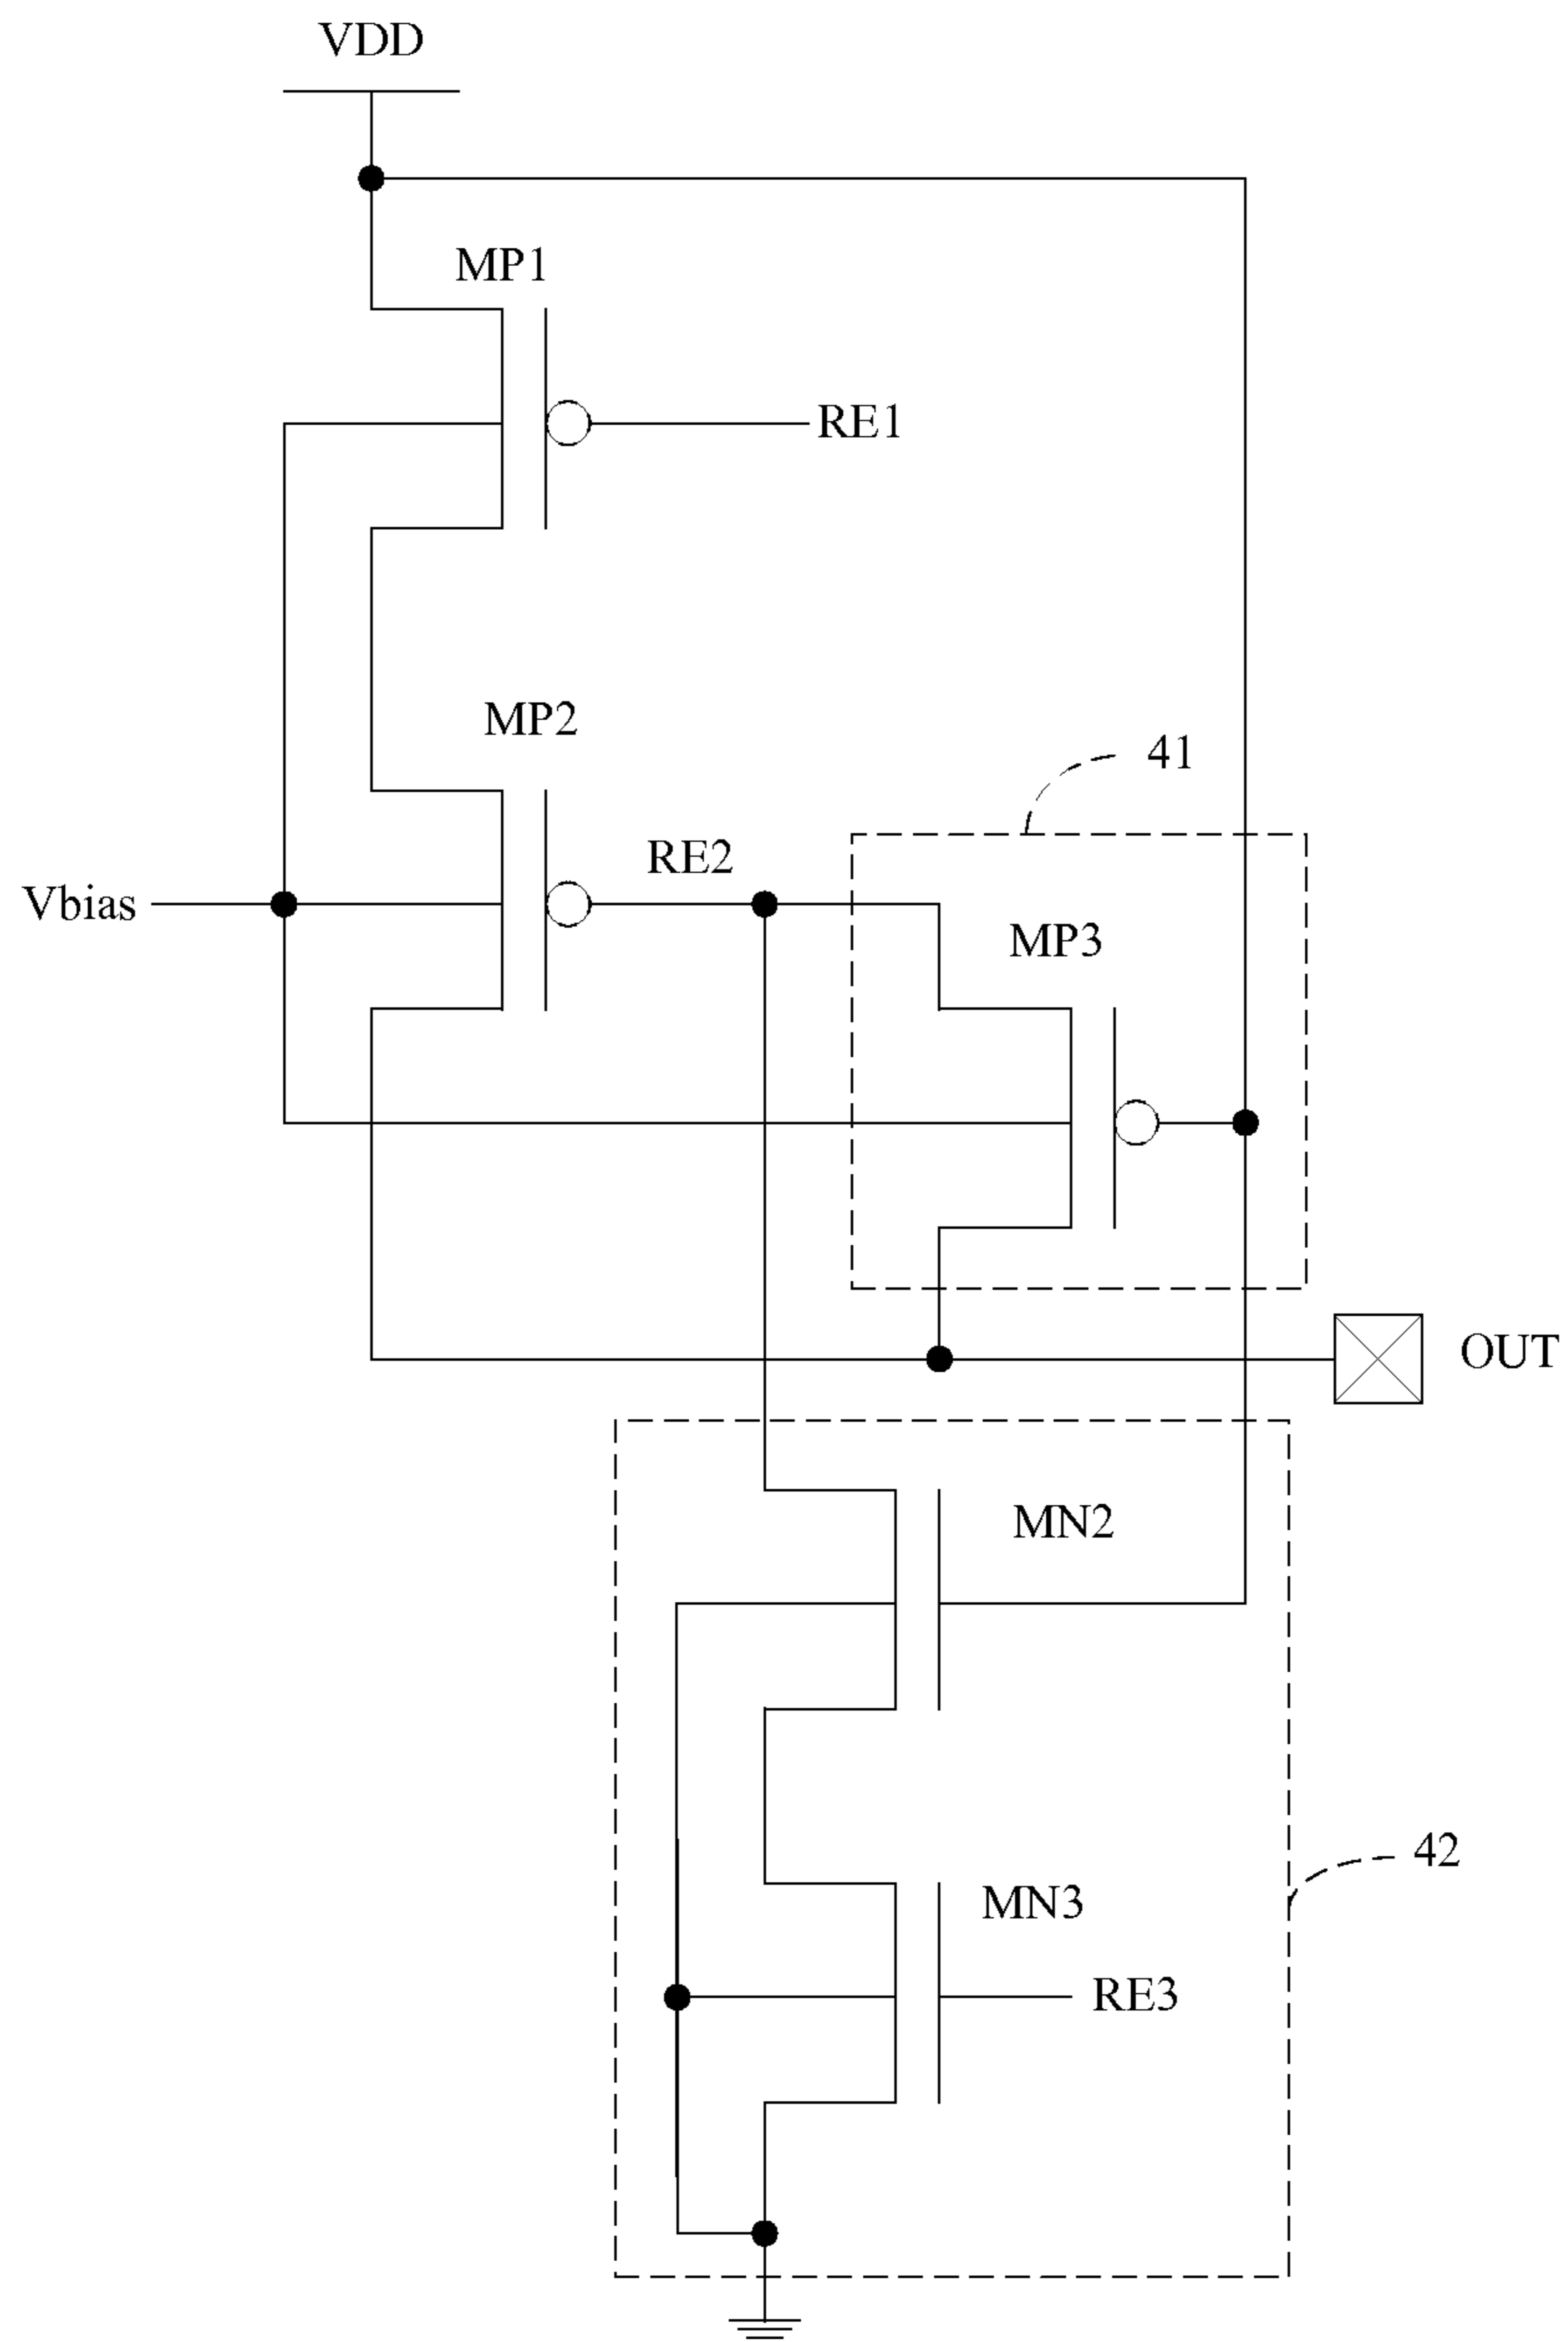 VDD
MP1
RE1
MP2
41
RE2
Vbias
MP3
OUT
MN2
42
MN3
RE3